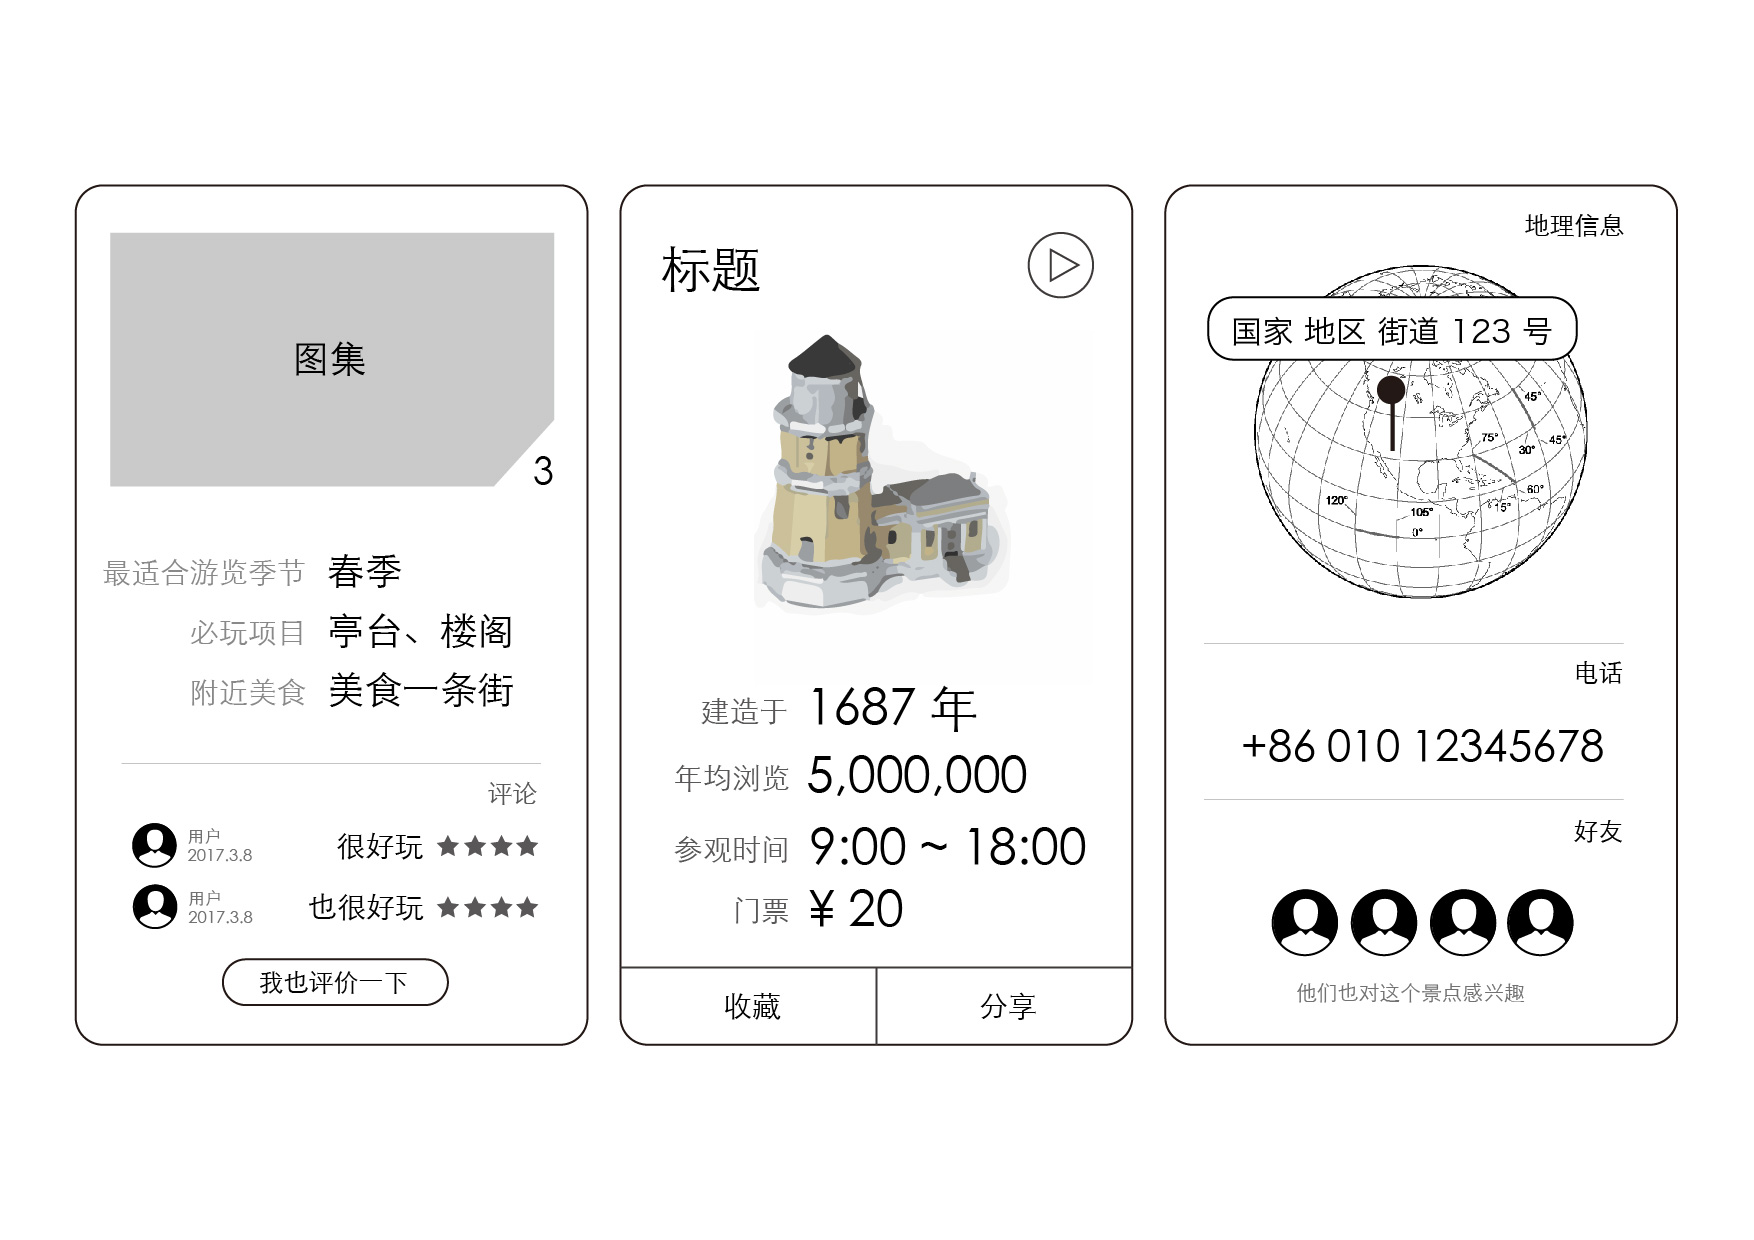 图集
3
最适合游览季节 春季
必玩项目 亭台、楼阁
附近美食 美食一条街
评论
用户
2017.3.8
很好玩 ★★★★
用户
2017.3.8
也很好玩 ★★★★
我也评价一下
标题
建造于 1687 年
年均浏览 5,000,000
参观时间 9:00 ~ 18:00
门票 ¥ 20
收藏 分享
地理信息
国家 地区 街道 123 号
45°
75° 45°
30°
60°
120° 15°
105°
0°
电话
+86 010 12345678
好友
他们也对这个景点感兴趣